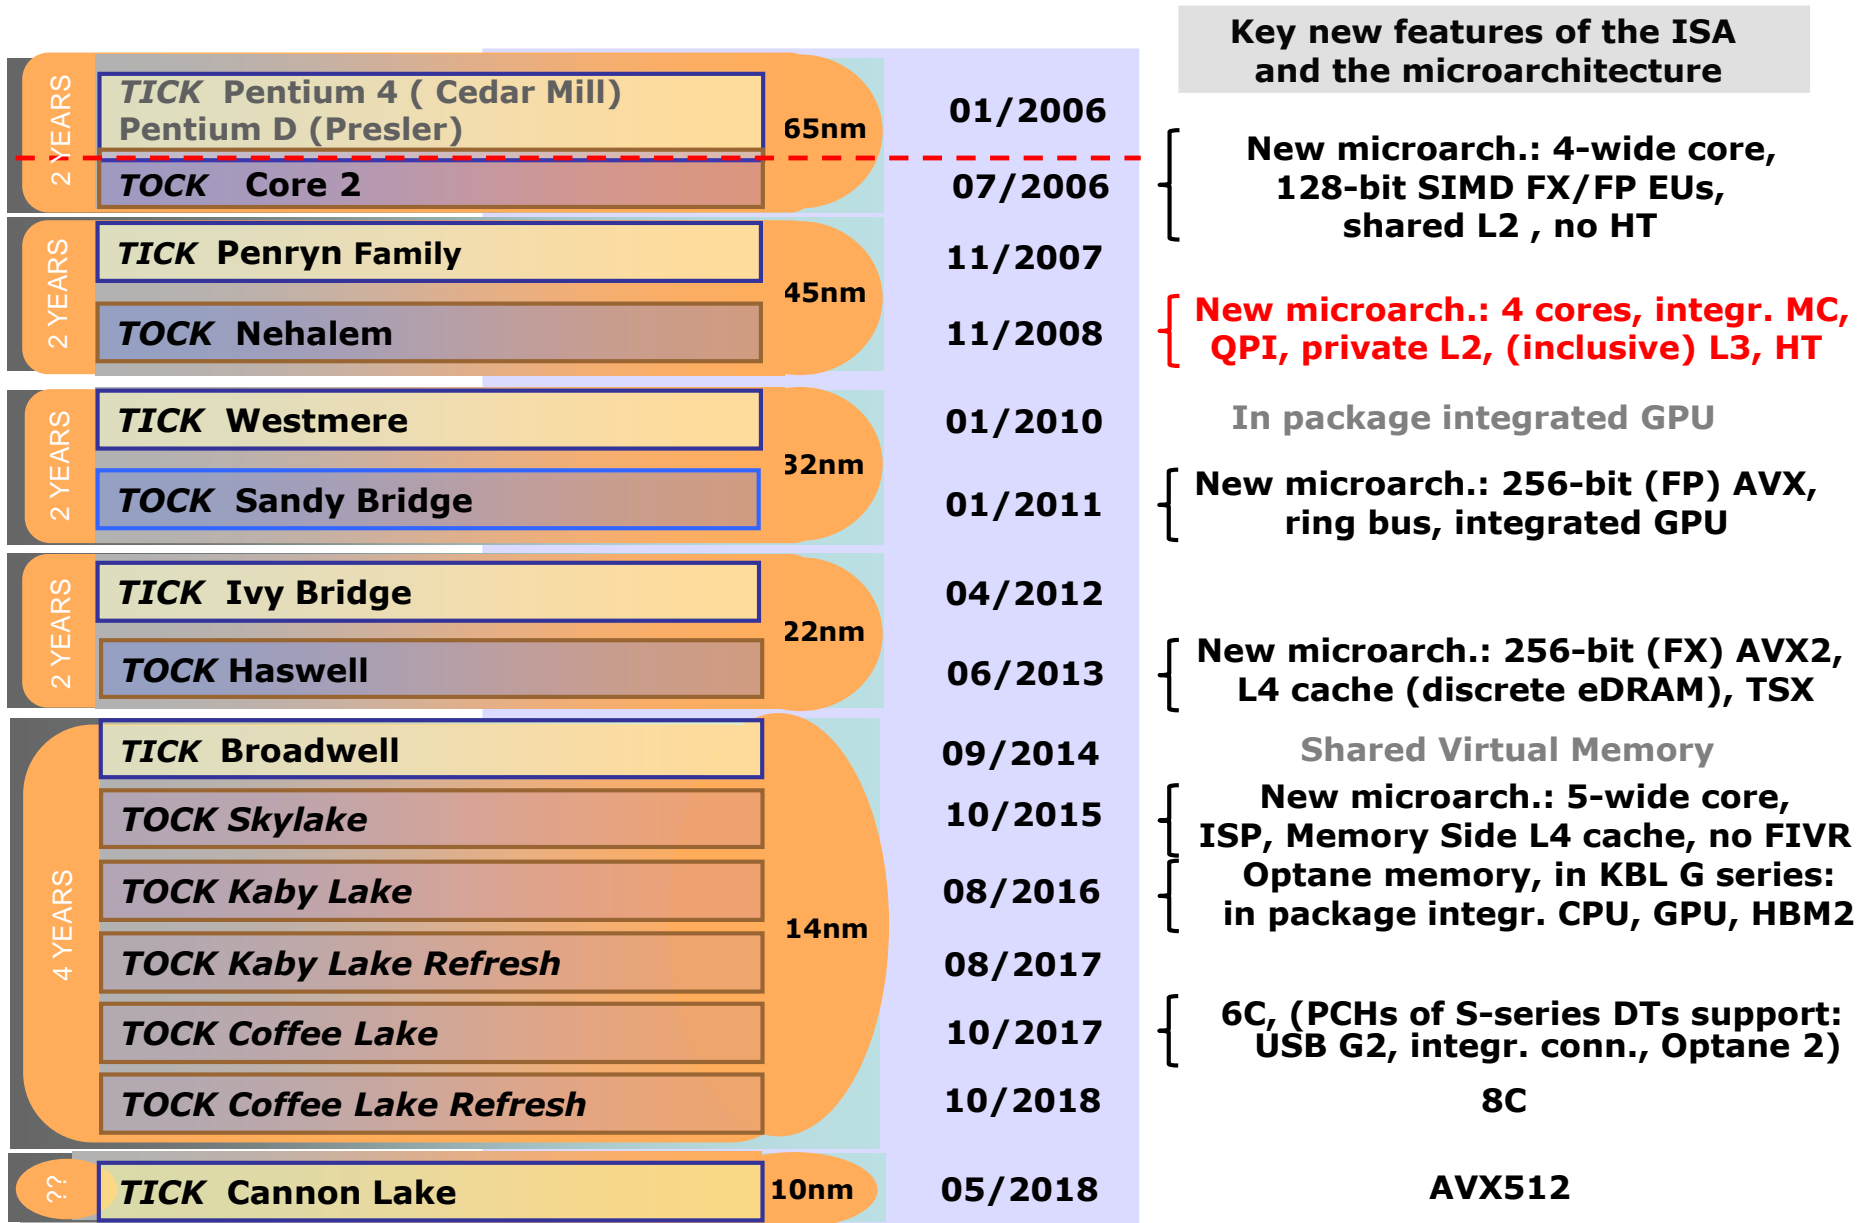 Key new features of the ISA
and the microarchitecture
2 YEARS
TICK Pentium 4 ( Cedar Mill)
Pentium D (Presler)
65nm
01/2006
TOCK Core 2
07/2006
New microarch.: 4-wide core,
128-bit SIMD FX/FP EUs,
shared L2 , no HT
2 YEARS
TICK Penryn Family
11/2007
45nm
TOCK Nehalem
11/2008
New microarch.: 4 cores, integr. MC,
QPI, private L2, (inclusive) L3, HT
2 YEARS
TICK Westmere
01/2010
In package integrated GPU
32nm
TOCK Sandy Bridge
01/2011
New microarch.: 256-bit (FP) AVX,
ring bus, integrated GPU
2 YEARS
TICK Ivy Bridge
04/2012
22nm
TOCK Haswell
06/2013
New microarch.: 256-bit (FX) AVX2,
L4 cache (discrete eDRAM), TSX
4 YEARS
TICK Broadwell
09/2014
Shared Virtual Memory
TOCK Skylake
10/2015
New microarch.: 5-wide core,
ISP, Memory Side L4 cache, no FIVR
TOCK Kaby Lake
08/2016
Optane memory, in KBL G series:
in package integr. CPU, GPU, HBM2
14nm
TOCK Kaby Lake Refresh
08/2017
TOCK Coffee Lake
10/2017
6C, (PCHs of S-series DTs support:
USB G2, integr. conn., Optane 2)
TOCK Coffee Lake Refresh
10/2018
8C
??
TICK Cannon Lake
10nm
05/2018
AVX512